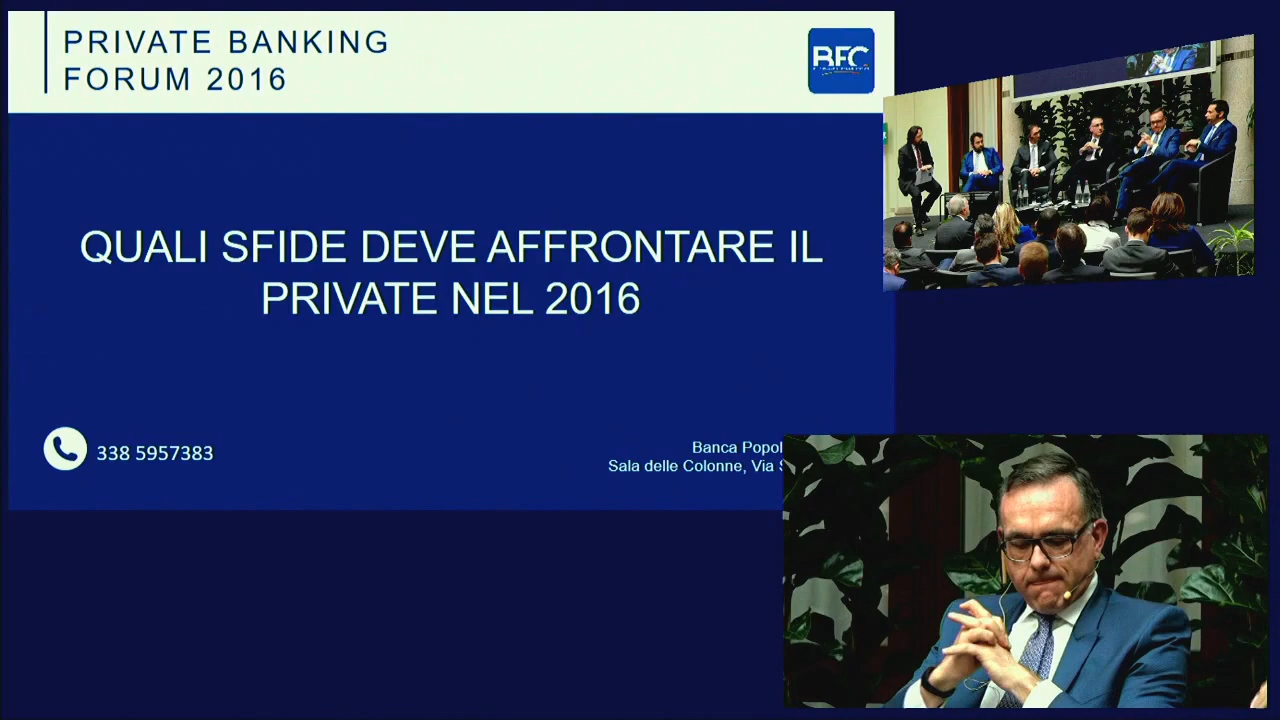 PRIVATE BANKING
FORUM 2016
BFC
QUALI SFIDE DEVE AFFRONTARE IL
PRIVATE NEL 2016
338 5957383
Banca
Sala delle Colonne, Via